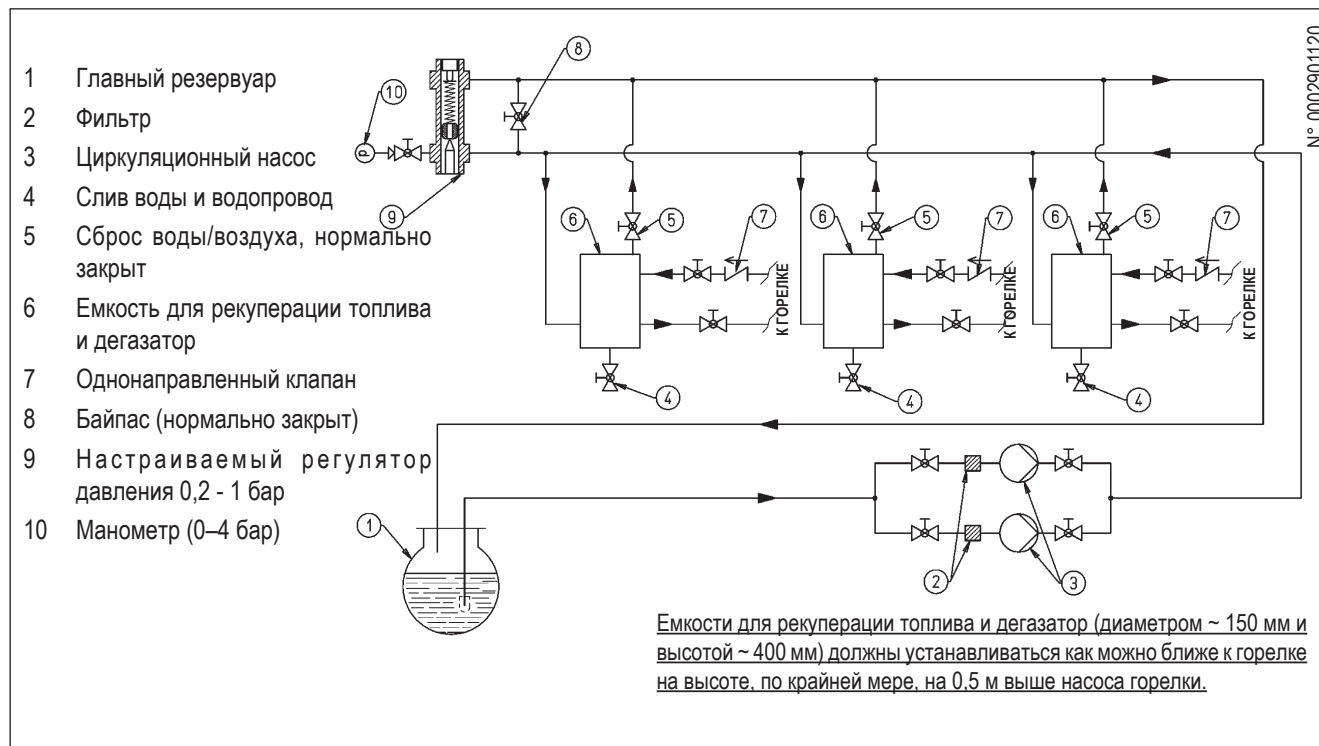 1 Главный резервуар
2 Фильтр
3 Циркуляционный насос
4 Слив воды и водопровод
5 Сброс воды/воздуха, нормально
закрыт
6 Емкость для рекуперации топлива
и дегазатор
7 Однонаправленный клапан
8 Байпас (нормально закрыт)
9 Настраиваемый регулятор
давления 0,2 - 1 бар
10 Манометр (0–4 бар)
8
10
P
9
6
5
7
К ГОРЕЛКЕ
4
6
5
7
К ГОРЕЛКЕ
4
6
5
7
К ГОРЕЛКЕ
4
1
2
3
N° 0002901120
Емкости для рекуперации топлива и дегазатор (диаметром ~ 150 мм и
высотой ~ 400 мм) должны устанавливаться как можно ближе к горелке
на высоте, по крайней мере, на 0,5 м выше насоса горелки.